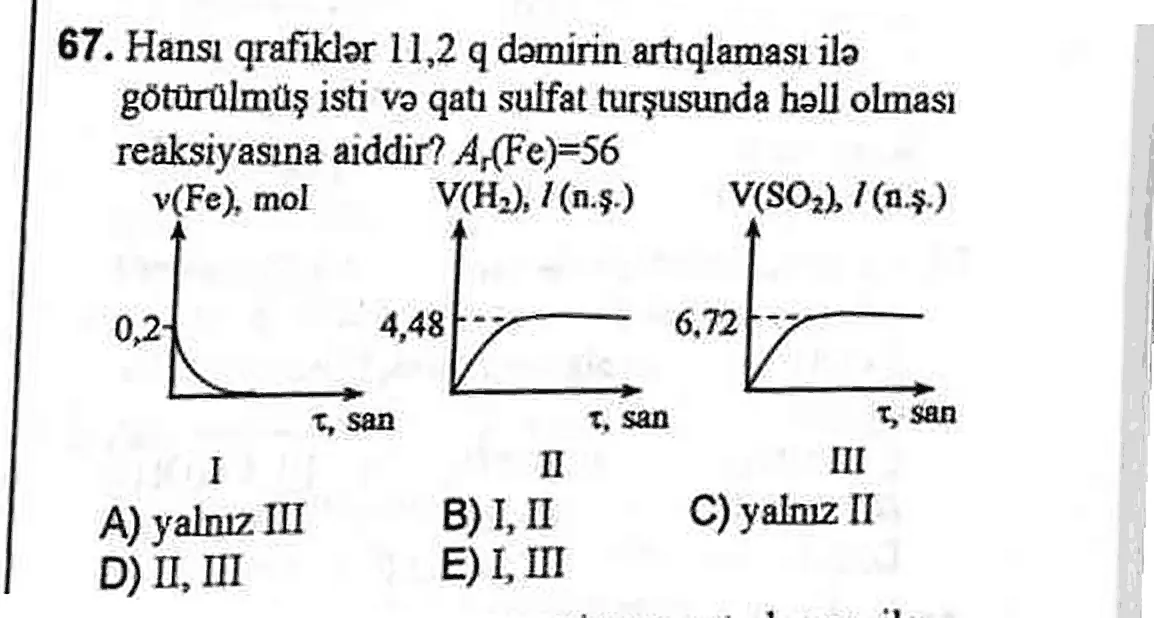 67. Hansı qrafiklər 11,2 q dəmirin artıqlaması ilə
götürülmüş isti və qatı sulfat turşusunda həll olması
reaksiyasına aiddir? Aᵣ(Fe)=56
ν(Fe), mol V(H₂), l (n.ş.) V(SO₂), l (n.ş.)
0,2 4,48 6,72
τ, san τ, san τ, san
I II III
A) yalnız III B) I, II C) yalnız II
D) II, III E) I, III